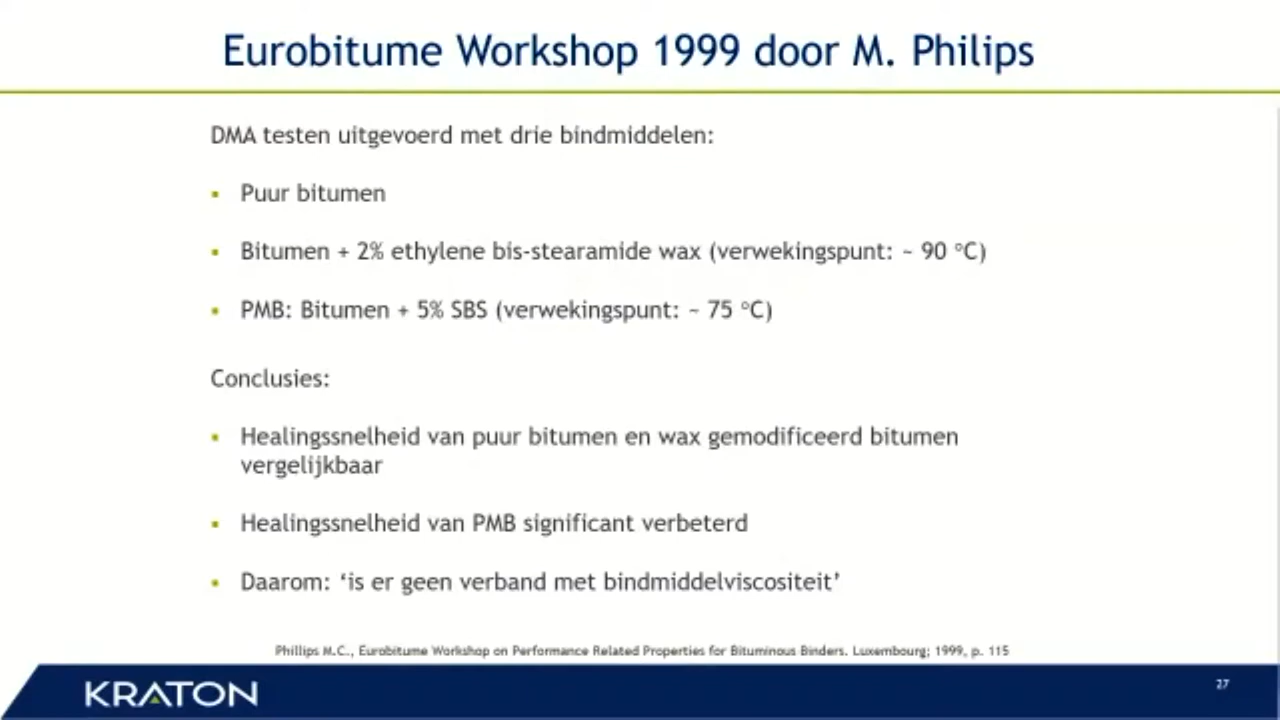 Eurobitume Workshop 1999 door M. Philips
DMA testen uitgevoerd met drie bindmiddelen:
▪ Puur bitumen
▪ Bitumen + 2% ethylene bis-stearamide wax (verwekingspunt: ~ 90 °C)
▪ PMB: Bitumen + 5% SBS (verwekingspunt: ~ 75 °C)
Conclusies:
▪ Healingssnelheid van puur bitumen en wax gemodificeerd bitumen
vergelijkbaar
▪ Healingssnelheid van PMB significant verbeterd
▪ Daarom: ‘is er geen verband met bindmiddelviscositeit’
Phillips M.C., Eurobitume Workshop on Performance Related Properties for Bituminous Binders. Luxembourg; 1999, p. 115
KRATON
27